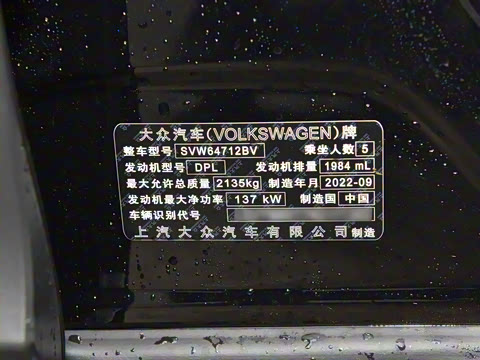 大众汽车(VOLKSWAGEN)牌
整车型号 SVW64712BV 乘坐人数 5
发动机型号 DPL 发动机排量 1984 mL
最大允许总质量 2135kg 制造年月 2022-09
发动机最大净功率 137 kW 制造国 中国
车辆识别代号
上汽大众汽车有限公司 制造